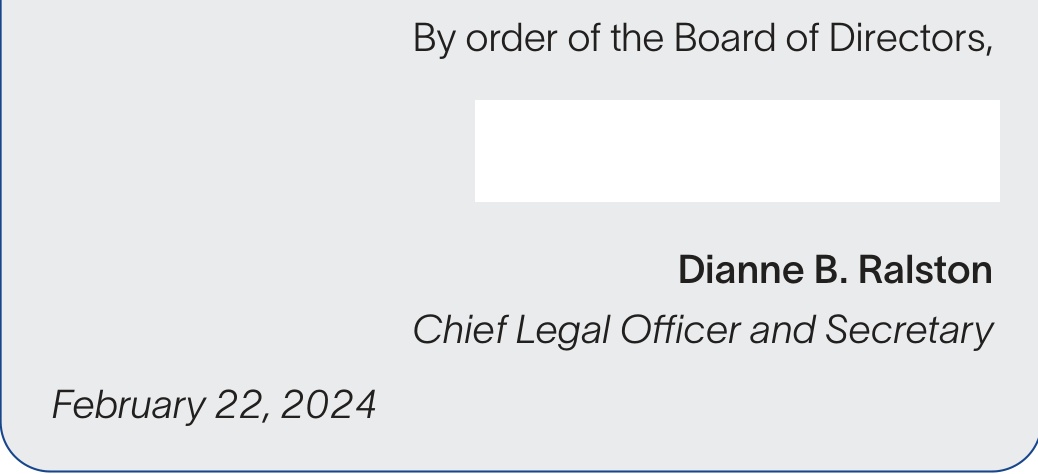 By order of the Board of Directors,
Dianne B. Ralston
Chief Legal Officer and Secretary
February 22, 2024